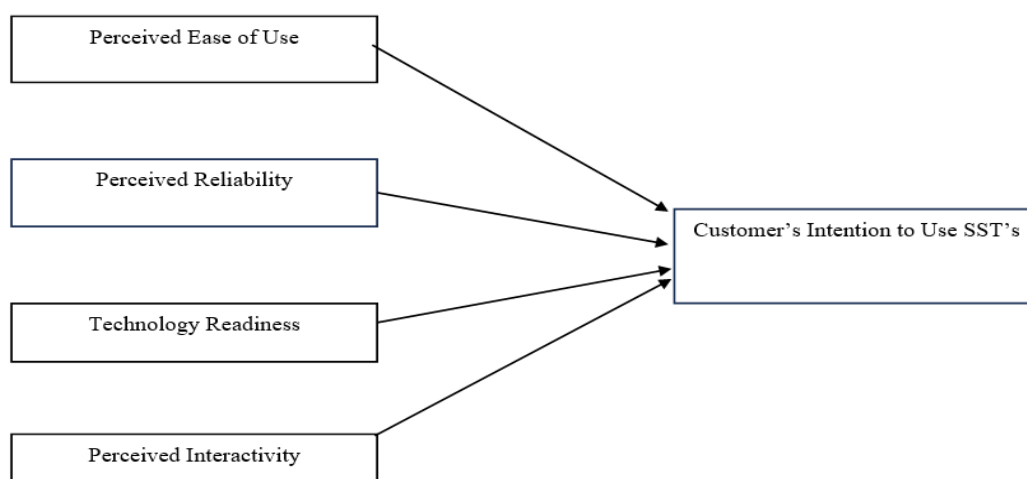 Perceived Ease of Use
Perceived Reliability
Customer’s Intention to Use SST’s
Technology Readiness
Perceived Interactivity